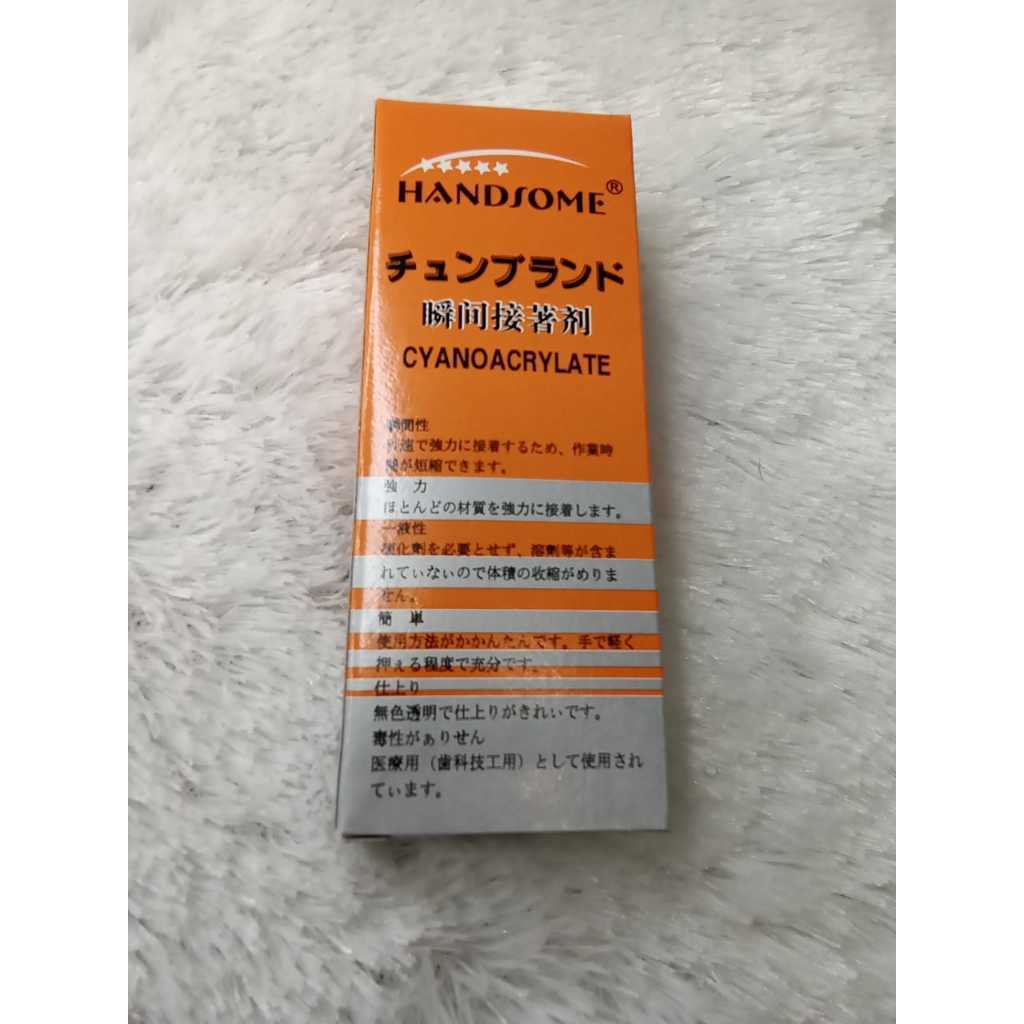 HANDSOME®
チュンブランド
瞬间接著剂
CYANOACRYLATE
瞬間性
速で強力に接着するため、作業時
が短縮できます。
強 力
ほとんどの材質を強力に接着します。
一液性
硬化劑を必要とせず、溶劑等が含ま
れていないので体積の收縮がめりま
せん。
簡 単
使用方法がかかんたんです。手で軽く
押える程度で充分です。
仕上り
無色透明で仕上りがきれぃです。
毒性がぁりせん
医療用（歯科技工用）として使用され
てぃます。